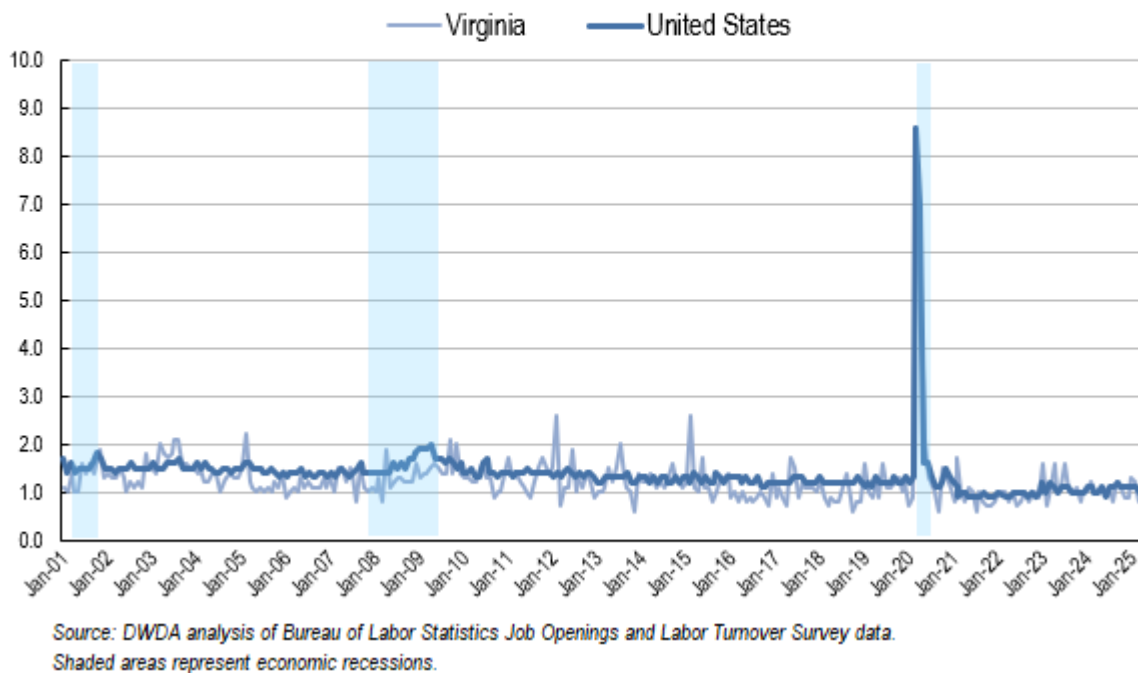 Virginia United States
10.0
9.0
8.0
7.0
6.0
5.0
4.0
3.0
2.0
1.0
0.0
Jan-01 Jan-02 Jan-03 Jan-04 Jan-05 Jan-06 Jan-07 Jan-08 Jan-09 Jan-10 Jan-11 Jan-12 Jan-13 Jan-14 Jan-15 Jan-16 Jan-17 Jan-18 Jan-19 Jan-20 Jan-21 Jan-22 Jan-23 Jan-24 Jan-25
Source: DWDA analysis of Bureau of Labor Statistics Job Openings and Labor Turnover Survey data.
Shaded areas represent economic recessions.